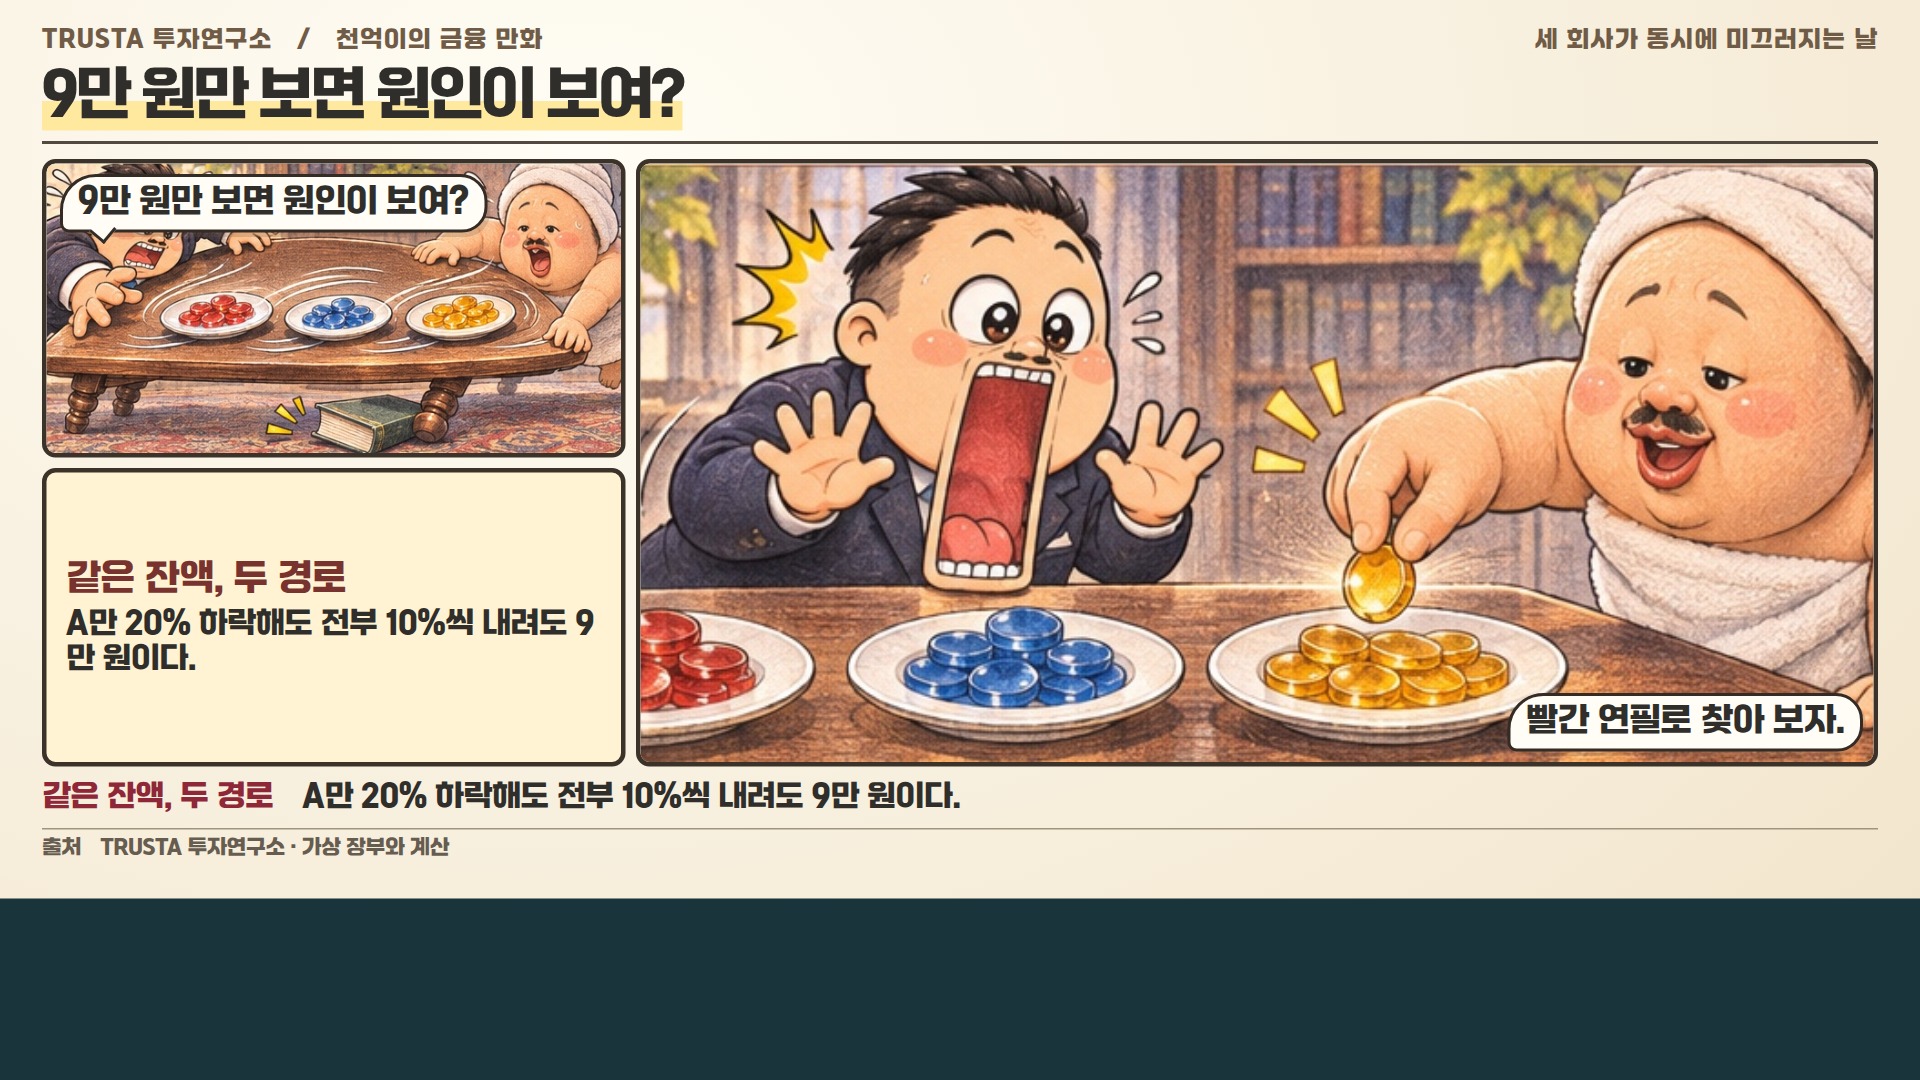 TRUSTA 투자연구소 / 천억이의 금융 만화
세 회사가 동시에 미끄러지는 날
9만 원만 보면 원인이 보여?
9만 원만 보면 원인이 보여?
같은 잔액, 두 경로
A만 20% 하락해도 전부 10%씩 내려도 9
만 원이다.
빨간 연필로 찾아 보자.
같은 잔액, 두 경로 A만 20% 하락해도 전부 10%씩 내려도 9만 원이다.
출처 TRUSTA 투자연구소 · 가상 장부와 계산